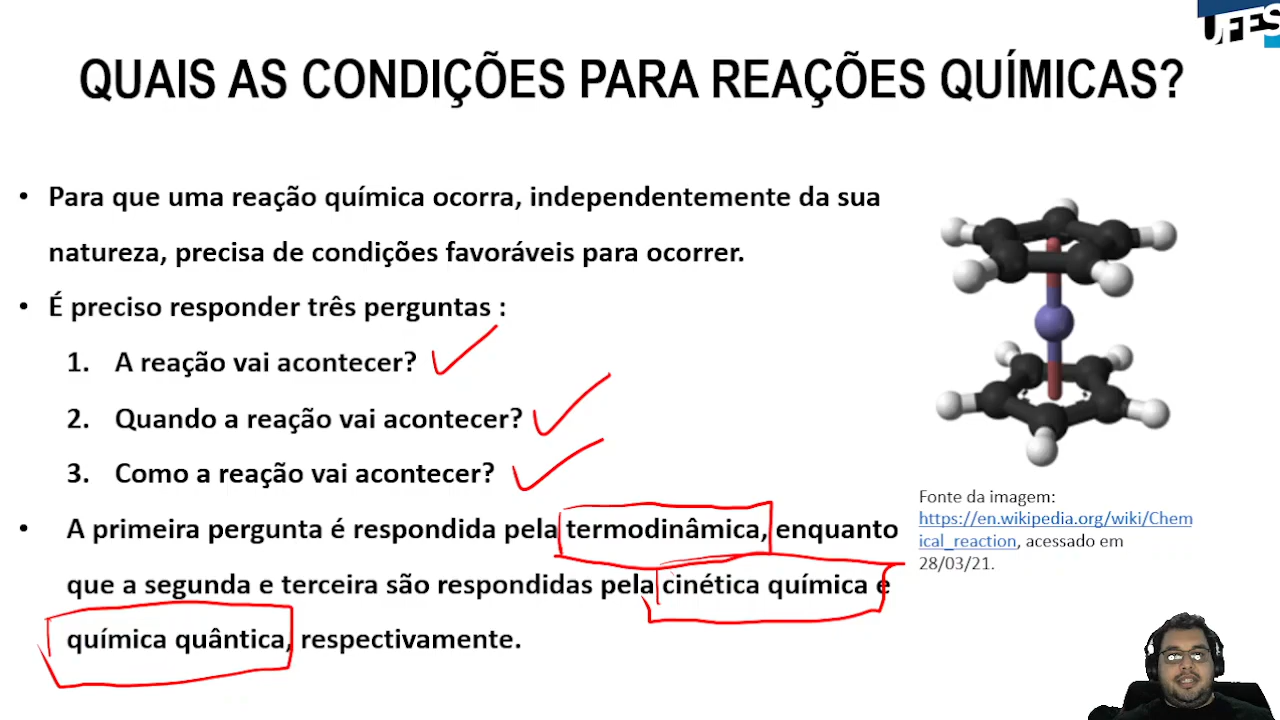 UFES
QUAIS AS CONDIÇÕES PARA REAÇÕES QUÍMICAS?
• Para que uma reação química ocorra, independentemente da sua
natureza, precisa de condições favoráveis para ocorrer.
• É preciso responder três perguntas :
1. A reação vai acontecer?
2. Quando a reação vai acontecer?
3. Como a reação vai acontecer?
• A primeira pergunta é respondida pela termodinâmica, enquanto
que a segunda e terceira são respondidas pela cinética química e
química quântica, respectivamente.
Fonte da imagem:
https://en.wikipedia.org/wiki/Chem
ical_reaction, acessado em
28/03/21.